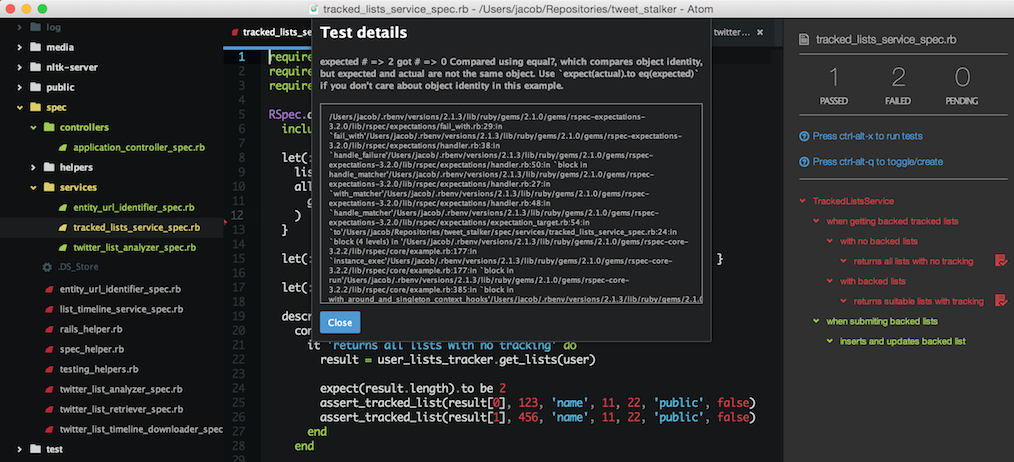 tracked_lists_service_spec.rb - /Users/jacob/Repositories/tweet_stalker - Atom
log
media
nltk-server
public
spec
controllers
application_controller_spec.rb
helpers
services
entity_url_identifier_spec.rb
tracked_lists_service_spec.rb
twitter_list_analyzer_spec.rb
.DS_Store
entity_url_identifier_spec.rb
list_timeline_service_spec.rb
rails_helper.rb
spec_helper.rb
testing_helpers.rb
twitter_list_analyzer_spec.rb
twitter_list_retriever_spec.rb
twitter_list_timeline_downloader_spec
test
tracked_lists_se
twitter...
1 require
2 require
3 require
4
5 RSpec.d
6 inclu
7
8 let(:
9 lis
10 all
11 g
12 )
13 }
14
15 let(: }
16
17 let(:
18
19 descr
20 con
21 it 'returns all lists with no tracking' do
22 result = user_lists_tracker.get_lists(user)
23
24 expect(result.length).to be 2
25 assert_tracked_list(result[0], 123, 'name', 11, 22, 'public', false)
26 assert_tracked_list(result[1], 456, 'name', 11, 22, 'public', false)
27 end
28 end
Test details
expected # => 2 got # => 0 Compared using equal?, which compares object identity,
but expected and actual are not the same object. Use `expect(actual).to eq(expected)`
if you don't care about object identity in this example.
/Users/jacob/.rbenv/versions/2.1.3/lib/ruby/gems/2.1.0/gems/rspec-expectations-
3.2.0/lib/rspec/expectations/fail_with.rb:29:in
`fail_with'/Users/jacob/.rbenv/versions/2.1.3/lib/ruby/gems/2.1.0/gems/rspec-
expectations-3.2.0/lib/rspec/expectations/handler.rb:38:in
`handle_failure'/Users/jacob/.rbenv/versions/2.1.3/lib/ruby/gems/2.1.0/gems/rspec-
expectations-3.2.0/lib/rspec/expectations/handler.rb:50:in `block in
handle_matcher'/Users/jacob/.rbenv/versions/2.1.3/lib/ruby/gems/2.1.0/gems/rspec-
expectations-3.2.0/lib/rspec/expectations/handler.rb:27:in
`with_matcher'/Users/jacob/.rbenv/versions/2.1.3/lib/ruby/gems/2.1.0/gems/rspec-
expectations-3.2.0/lib/rspec/expectations/handler.rb:48:in
`handle_matcher'/Users/jacob/.rbenv/versions/2.1.3/lib/ruby/gems/2.1.0/gems/rspec-
expectations-3.2.0/lib/rspec/expectations/expectation_target.rb:54:in
`to'/Users/jacob/Repositories/tweet_stalker/spec/services/tracked_lists_service_spec.rb:24:in
`block (4 levels) in '/Users/jacob/.rbenv/versions/2.1.3/lib/ruby/gems/2.1.0/gems/rspec-core-
3.2.2/lib/rspec/core/example.rb:177:in
`instance_exec'/Users/jacob/.rbenv/versions/2.1.3/lib/ruby/gems/2.1.0/gems/rspec-core-
3.2.2/lib/rspec/core/example.rb:177:in `block in
run'/Users/jacob/.rbenv/versions/2.1.3/lib/ruby/gems/2.1.0/gems/rspec-core-
3.2.2/lib/rspec/core/example.rb:385:in `block in
with_around_and_singleton_context_hooks'/Users/jacob/.rbenv/versions/2.1.3/lib/ruby/gems/2.1.0
Close
tracked_lists_service_spec.rb
1 2 0
PASSED FAILED PENDING
Press ctrl-alt-x to run tests
Press ctrl-alt-q to toggle/create
TrackedListsService
when getting backed tracked lists
with no backed lists
returns all lists with no tracking
with backed lists
returns suitable lists with tracking
when submiting backed lists
inserts and updates backed list